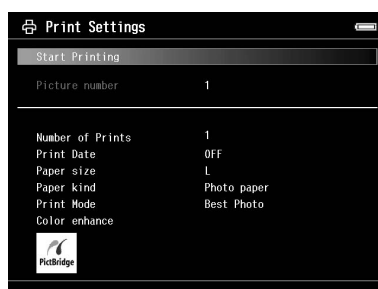 Print Settings
Start Printing
Picture number 1
Number of Prints 1
Print Date OFF
Paper size L
Paper kind Photo paper
Print Mode Best Photo
Color enhance
PictBridge